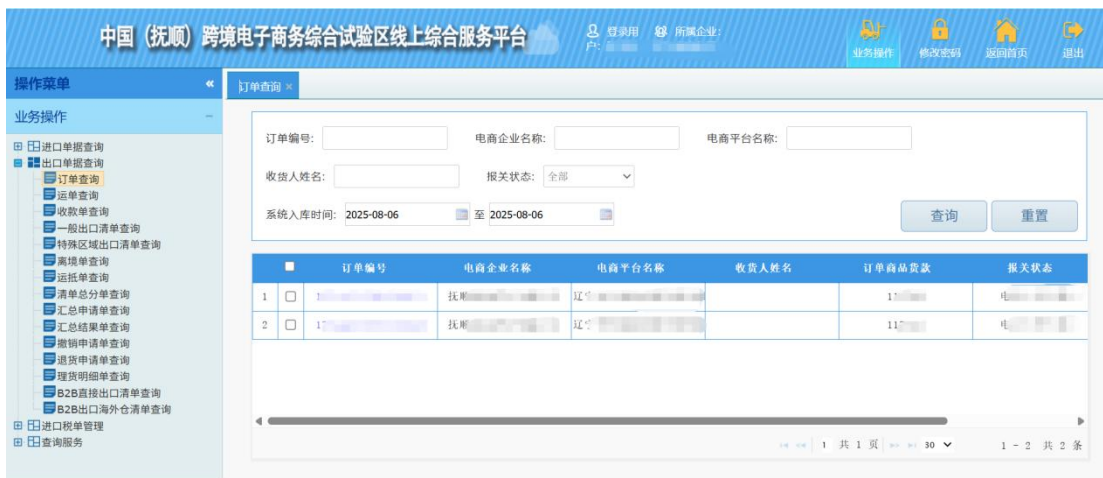 中国（抚顺）跨境电子商务综合试验区线上综合服务平台
登录用户:
所属企业:
业务操作 修改密码 返回首页 退出
操作菜单 «
订单查询 ×
业务操作
进口单据查询
出口单据查询
订单查询
运单查询
收款单查询
一般出口清单查询
特殊区域出口清单查询
离境单查询
运抵单查询
清单总分单查询
汇总申请单查询
汇总结果单查询
撤销申请单查询
退货申请单查询
理货明细单查询
B2B直接出口清单查询
B2B出口海外仓清单查询
进口税单管理
查询服务
订单编号: 电商企业名称: 电商平台名称:
收货人姓名: 报关状态: 全部
系统入库时间: 2025-08-06 至 2025-08-06 查询 重置
订单编号 电商企业名称 电商平台名称 收货人姓名 订单商品货款 报关状态
1
2
1 共 1 页 30 1 - 2 共 2 条